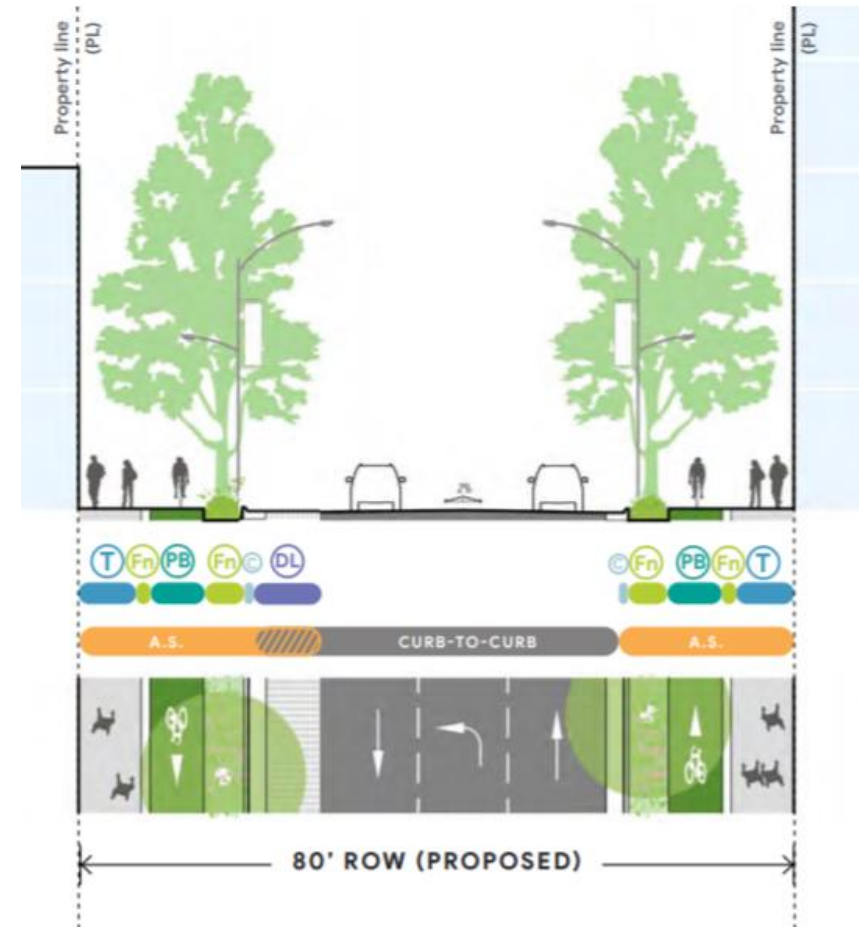 Property line
(PL)
Property line
(PL)
T Fn PB Fn C DL
C Fn PB Fn T
A.S.
CURB-TO-CURB
A.S.
80' ROW (PROPOSED)